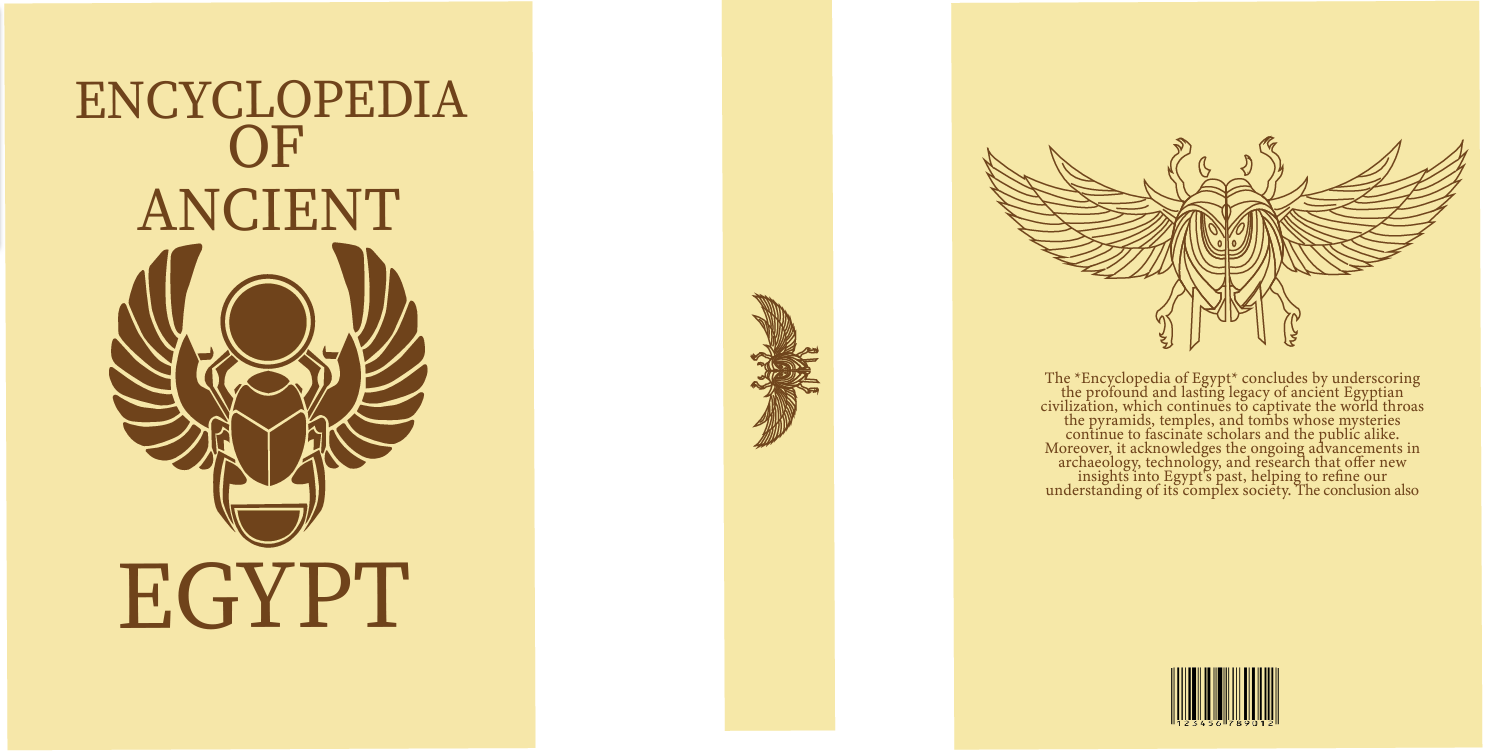 ENCYCLOPEDIA
OF
ANCIENT
EGYPT
The *Encyclopedia of Egypt* concludes by underscoring
the profound and lasting legacy of ancient Egyptian
civilization, which continues to captivate the world throas
the pyramids, temples, and tombs whose mysteries
continue to fascinate scholars and the public alike.
Moreover, it acknowledges the ongoing advancements in
archaeology, technology, and research that offer new
insights into Egypt's past, helping to refine our
understanding of its complex society. The conclusion also
123456 789012